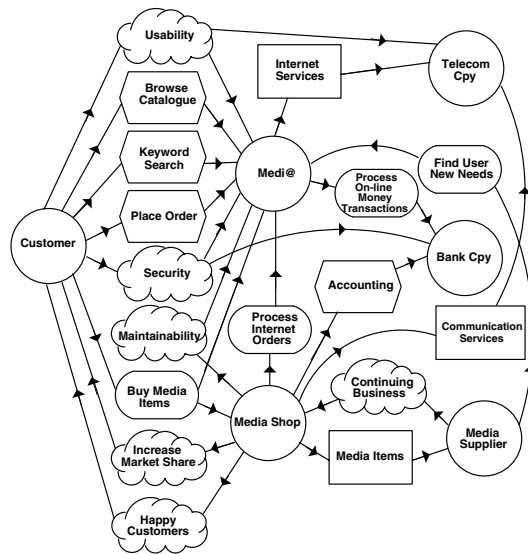 Usability
Browse
Catalogue
Keyword
Search
Place Order
Customer
Security
Maintainability
Buy Media
Items
Increase
Market Share
Happy
Customers
Internet
Services
Telecom
Cpy
Medi@
Process
On-line
Money
Transactions
Find User
New Needs
Bank Cpy
Accounting
Process
Internet
Orders
Communication
Services
Continuing
Business
Media Shop
Media Items
Media
Supplier